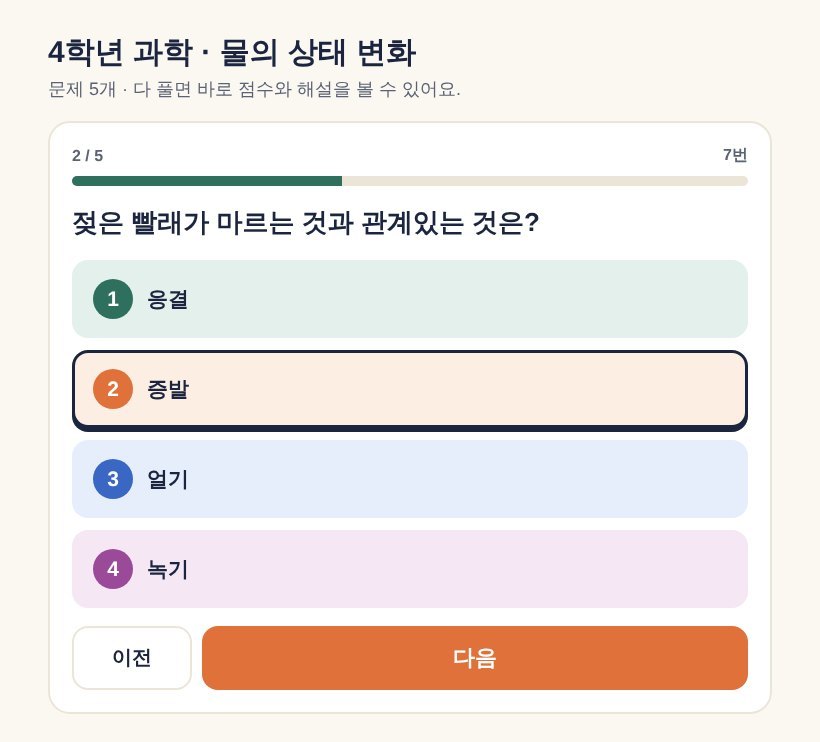 4학년 과학 · 물의 상태 변화
문제 5개 · 다 풀면 바로 점수와 해설을 볼 수 있어요.
2 / 5
7번
젖은 빨래가 마르는 것과 관계있는 것은?
1 응결
2 증발
3 얼기
4 녹기
이전
다음